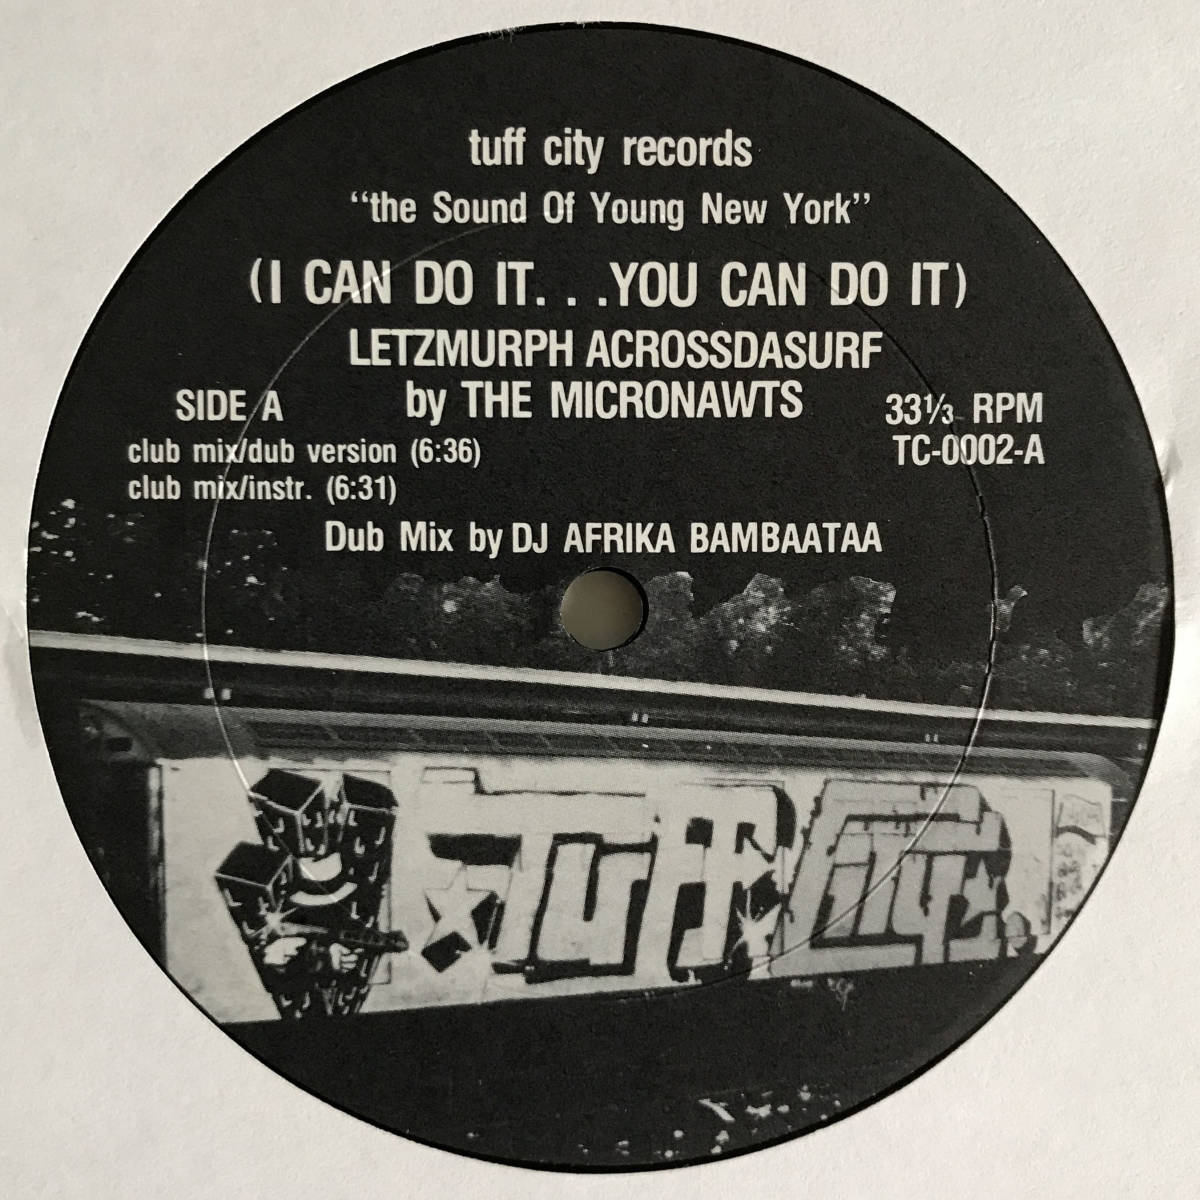 tuff city records
“the Sound Of Young New York”
(I CAN DO IT. . .YOU CAN DO IT)
LETZMURPH ACROSSDASURF
by THE MICRONAWTS
SIDE A
33⅓ RPM
TC-0002-A
club mix/dub version (6:36)
club mix/instr. (6:31)
Dub Mix by DJ AFRIKA BAMBAATAA
Tuff City